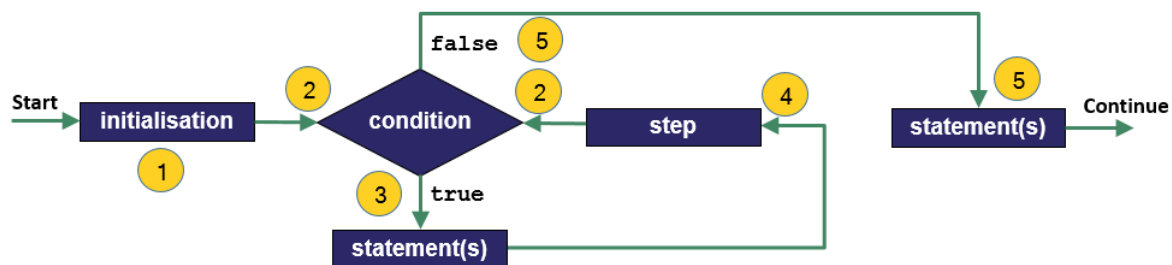 false
5
Start
initialisation
1
2
condition
2
step
4
5
statement(s)
Continue
3
true
statement(s)